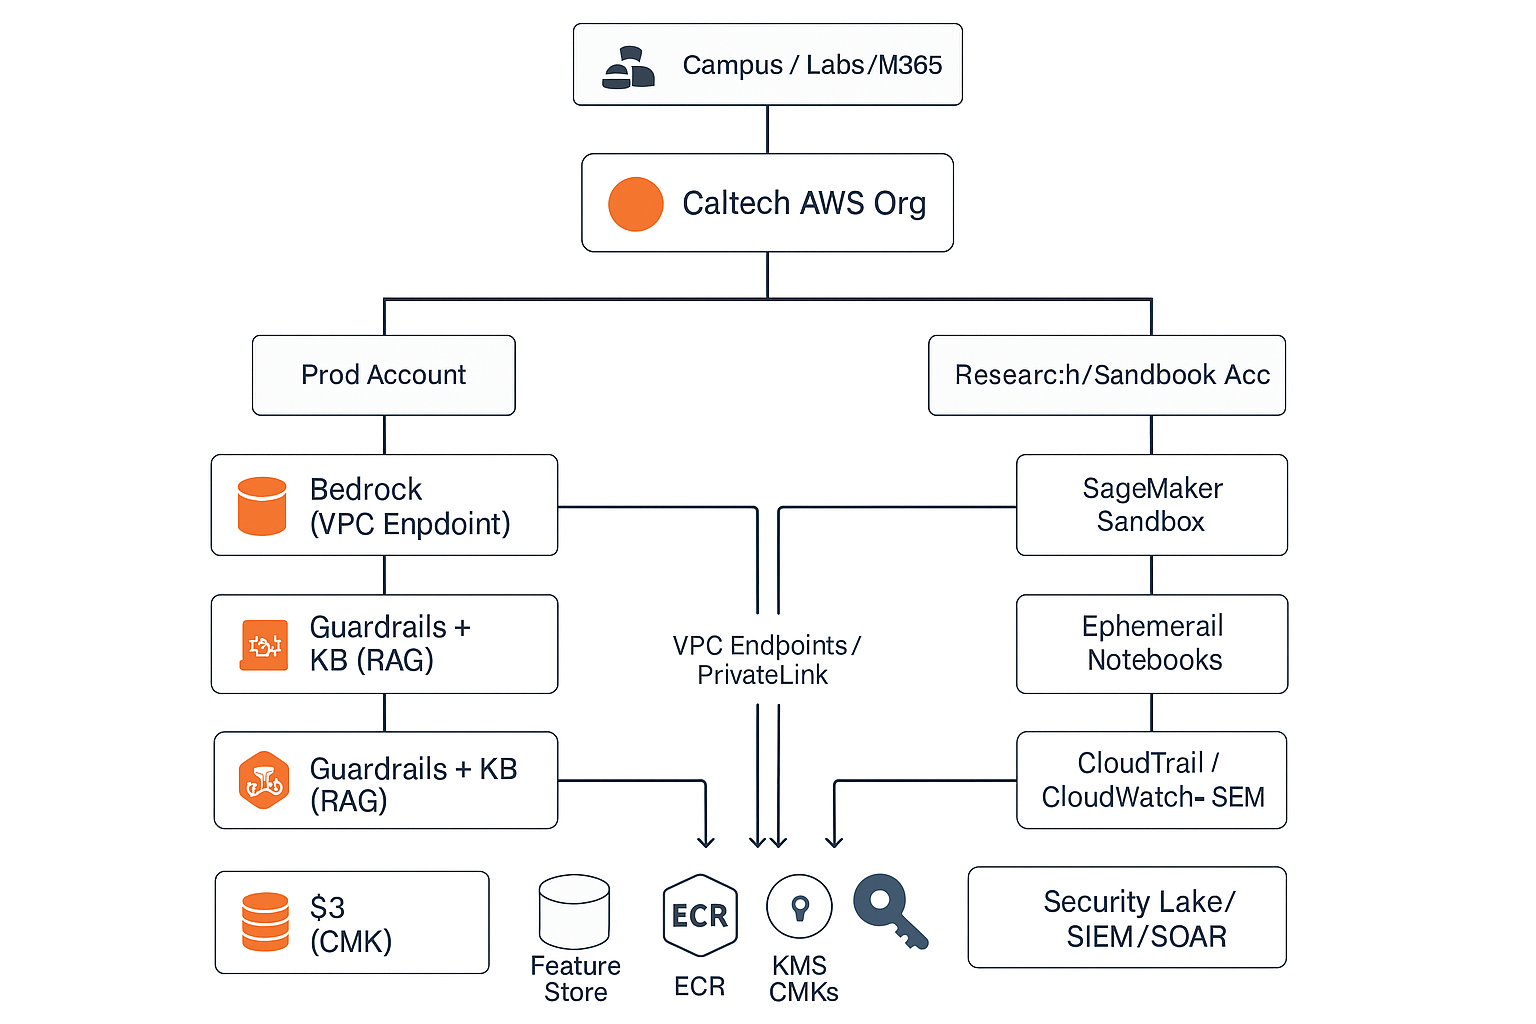 Campus / Labs/M365
Caltech AWS Org
Prod Account
Researc:h/Sandbook Acc
Bedrock
(VPC Enpdoint)
SageMaker
Sandbox
Guardrails +
KB (RAG)
VPC Endpoints/
PrivateLink
Ephemerail
Notebooks
Guardrails + KB
(RAG)
CloudTrail /
CloudWatch- SEM
$3
(CMK)
Feature
Store
ECR
ECR
KMS
CMKs
Security Lake/
SIEM/SOAR